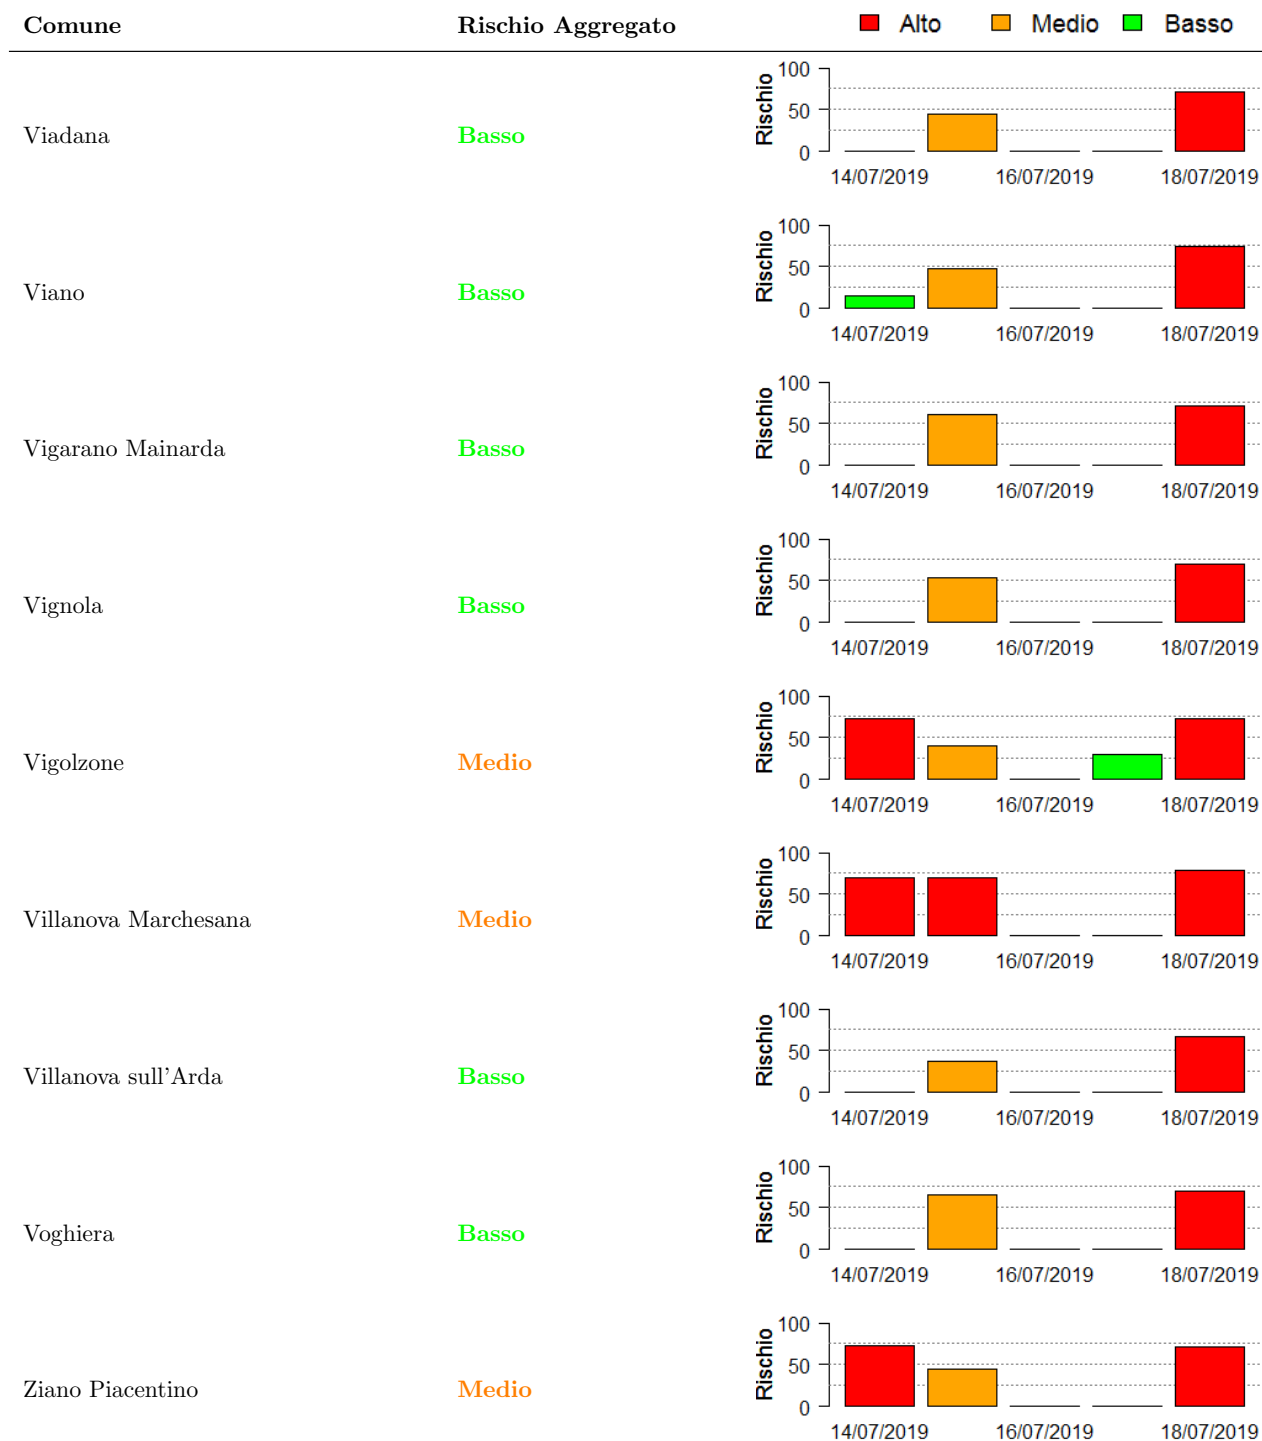 Comune Rischio Aggregato Alto Medio Basso
Viadana Basso Rischio 100 50 0
14/07/2019 16/07/2019 18/07/2019
Viano Basso Rischio 100 50 0
14/07/2019 16/07/2019 18/07/2019
Vigarano Mainarda Basso Rischio 100 50 0
14/07/2019 16/07/2019 18/07/2019
Vignola Basso Rischio 100 50 0
14/07/2019 16/07/2019 18/07/2019
Vigolzone Medio Rischio 100 50 0
14/07/2019 16/07/2019 18/07/2019
Villanova Marchesana Medio Rischio 100 50 0
14/07/2019 16/07/2019 18/07/2019
Villanova sull'Arda Basso Rischio 100 50 0
14/07/2019 16/07/2019 18/07/2019
Voghiera Basso Rischio 100 50 0
14/07/2019 16/07/2019 18/07/2019
Ziano Piacentino Medio Rischio 100 50 0
14/07/2019 16/07/2019 18/07/2019